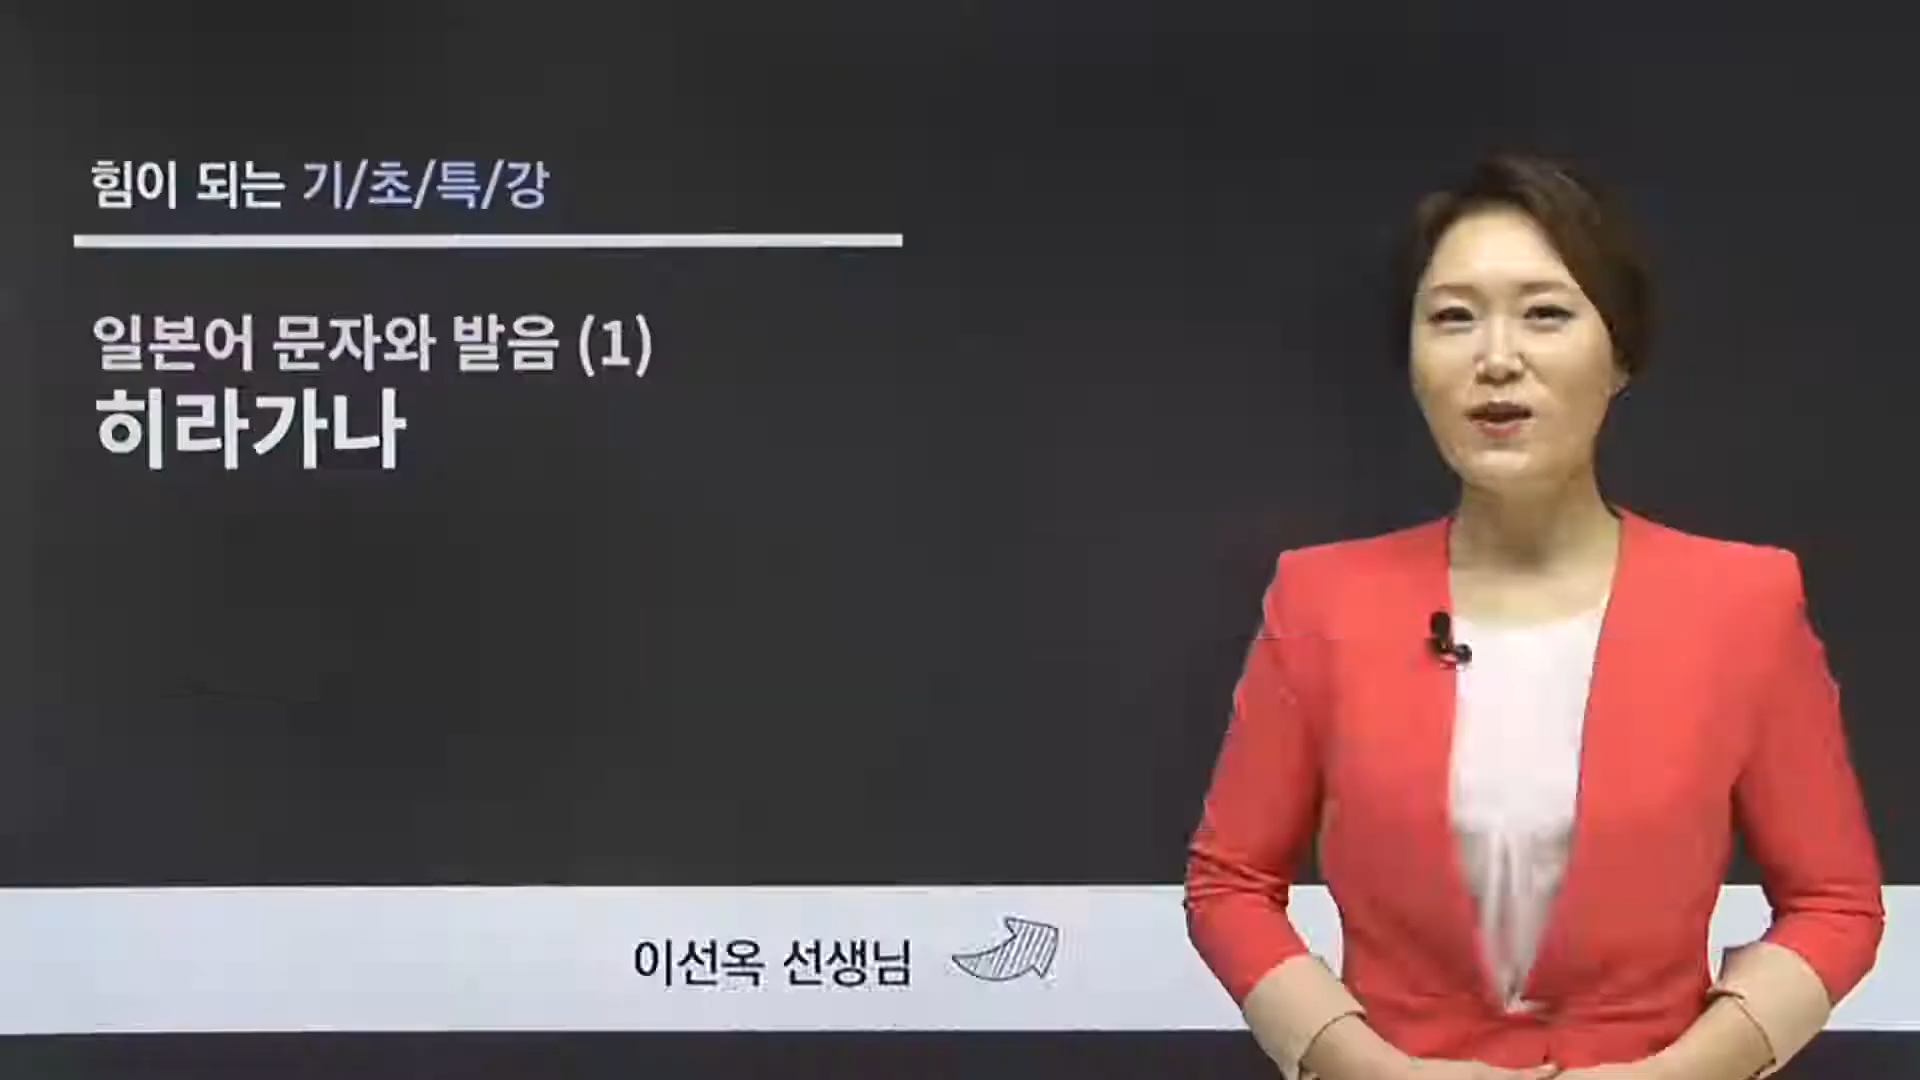 힘이 되는 기/초/특/강
일본어 문자와 발음 (1)
히라가나
이선옥 선생님